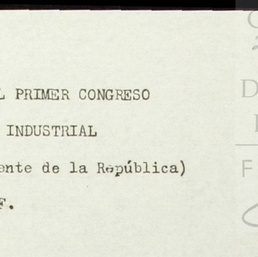 L PRIMER CONGRESO
INDUSTRIAL
ente de la República)
F.